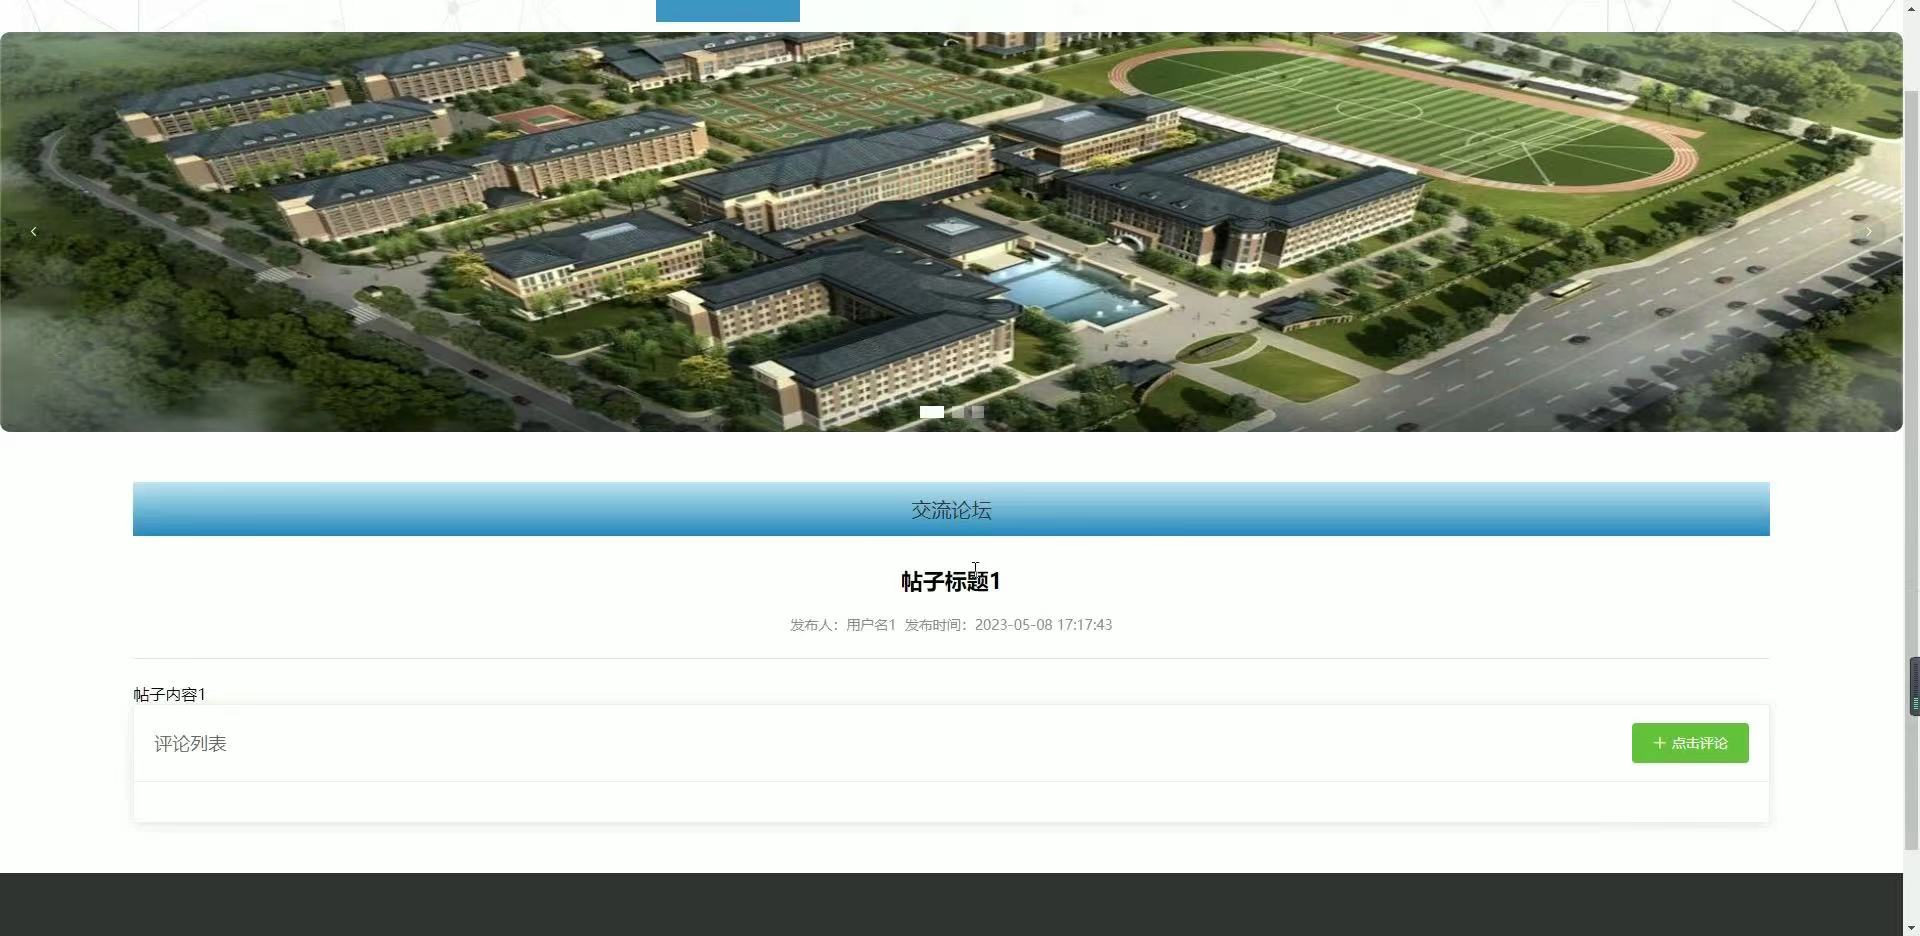 交流论坛
帖子标题1
发布人：用户名1 发布时间：2023-05-08 17:17:43
帖子内容1
评论列表
点击评论